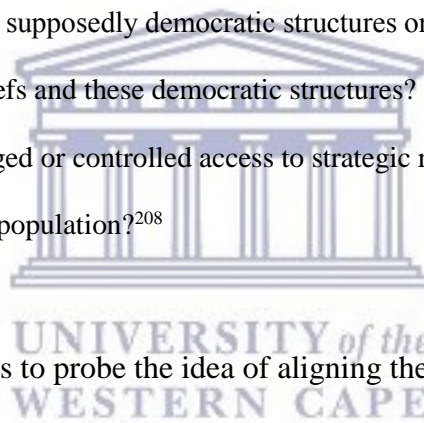 supposedly democratic structures or
efs and these democratic structures?
ged or controlled access to strategic r
population?208
UNIVERSITY of the
s to probe the idea of aligning the
WESTERN CAPE